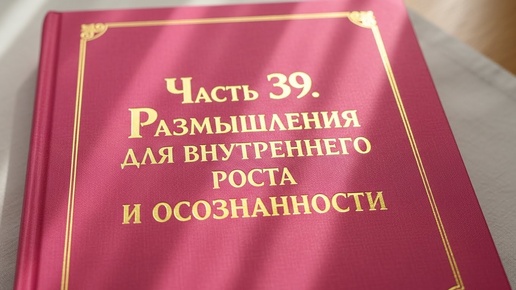 Часть 39.
Размышления
для внутреннего
роста
и осознанности